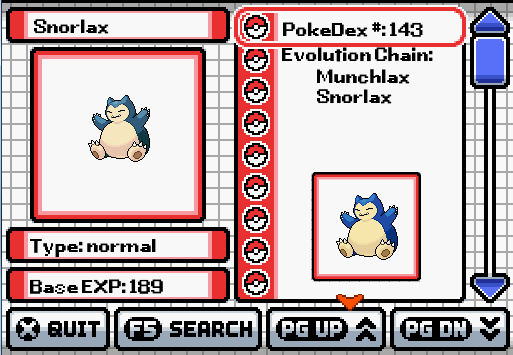 Snorlax
PokeDex #:143
Evolution Chain:
Munchlax
Snorlax
Type: normal
Base EXP:189
X QUIT
F5 SEARCH
PG UP
PG DN